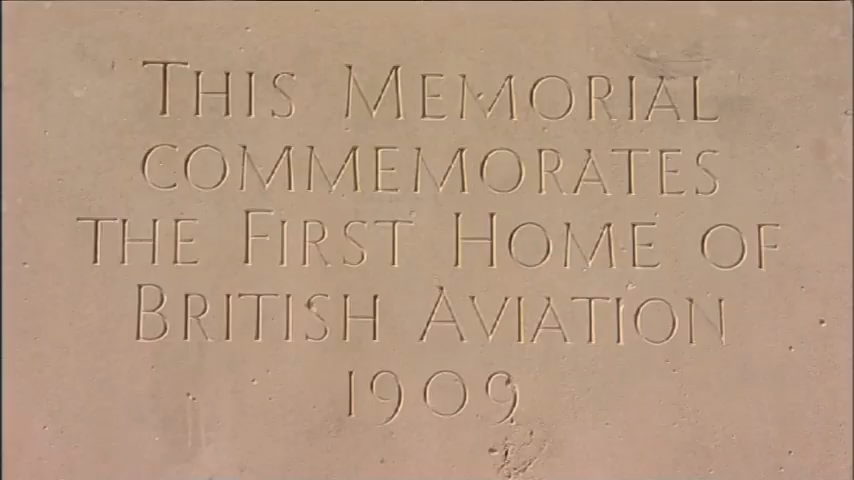 THIS MEMORIAL
COMMEMORATES
THE FIRST HOME OF
BRITISH AVIATION
1909